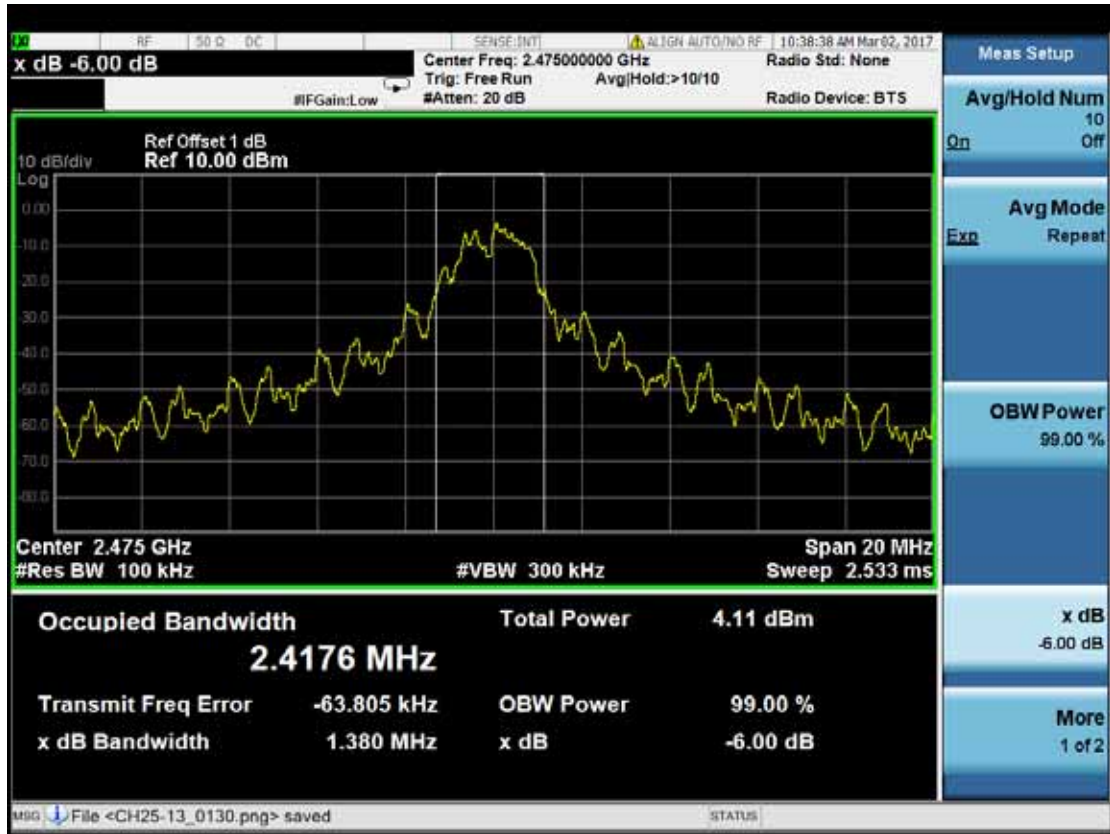 LXI RF 50 Ω DC SENSE:INT ALIGN AUTO/NO RF 10:38:38 AM Mar 02, 2017
x dB -6.00 dB
Center Freq: 2.475000000 GHz Radio Std: None
Trig: Free Run Avg|Hold:>10/10
#IFGain:Low #Atten: 20 dB Radio Device: BTS
Ref Offset 1 dB
10 dB/div Ref 10.00 dBm
Log
0.00
-10.0
-20.0
-30.0
-40.0
-50.0
-60.0
-70.0
-80.0
Center 2.475 GHz Span 20 MHz
#Res BW 100 kHz #VBW 300 kHz Sweep 2.533 ms
Occupied Bandwidth Total Power 4.11 dBm
2.4176 MHz
Transmit Freq Error -63.805 kHz OBW Power 99.00 %
x dB Bandwidth 1.380 MHz x dB -6.00 dB
MSG File <CH25-13_0130.png> saved STATUS
Meas Setup
Avg/Hold Num
10
On Off
Avg Mode
Exp Repeat
OBW Power
99.00 %
x dB
-6.00 dB
More
1 of 2